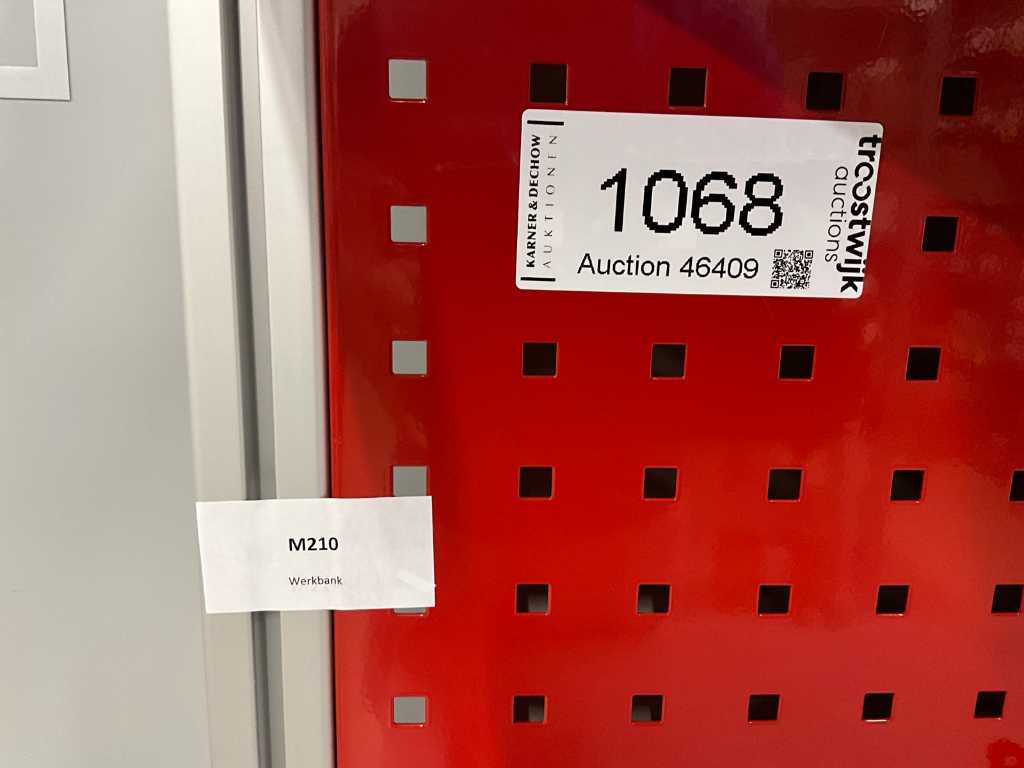 KARNER & DECHOW
AUKTIONEN
1068
Auction 46409
troostwijk
auctions
M210
Werkbank